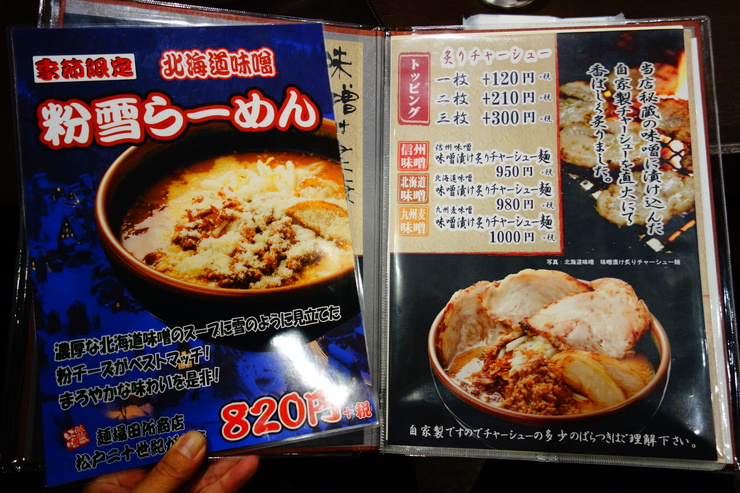 季節限定
北海道味噌
粉雪らーめん
濃厚な北海道味噌のスープに雪のように見立てた
粉チーズがベストマッチ!
まろやかな味わいを是非!
麺場田所商店
松戸二十世紀が丘
820円+税
味噌
トッピング
炙りチャーシュー
一枚 +120円+税
二枚 +210円+税
三枚 +300円+税
信州味噌
信州味噌
味噌漬け炙りチャーシュー麺
950円+税
北海道味噌
北海道味噌
味噌漬け炙りチャーシュー麺
980円+税
九州麦味噌
九州麦味噌
味噌漬け炙りチャーシュー麺
1000円+税
当店秘蔵の味噌に漬け込んだ
自家製チャーシューを直火にて
香ばしく炙りました。
写真:北海道味噌 味噌漬け炙りチャーシュー麺
自家製ですのでチャーシューの多少のばらつきはご理解下さい。